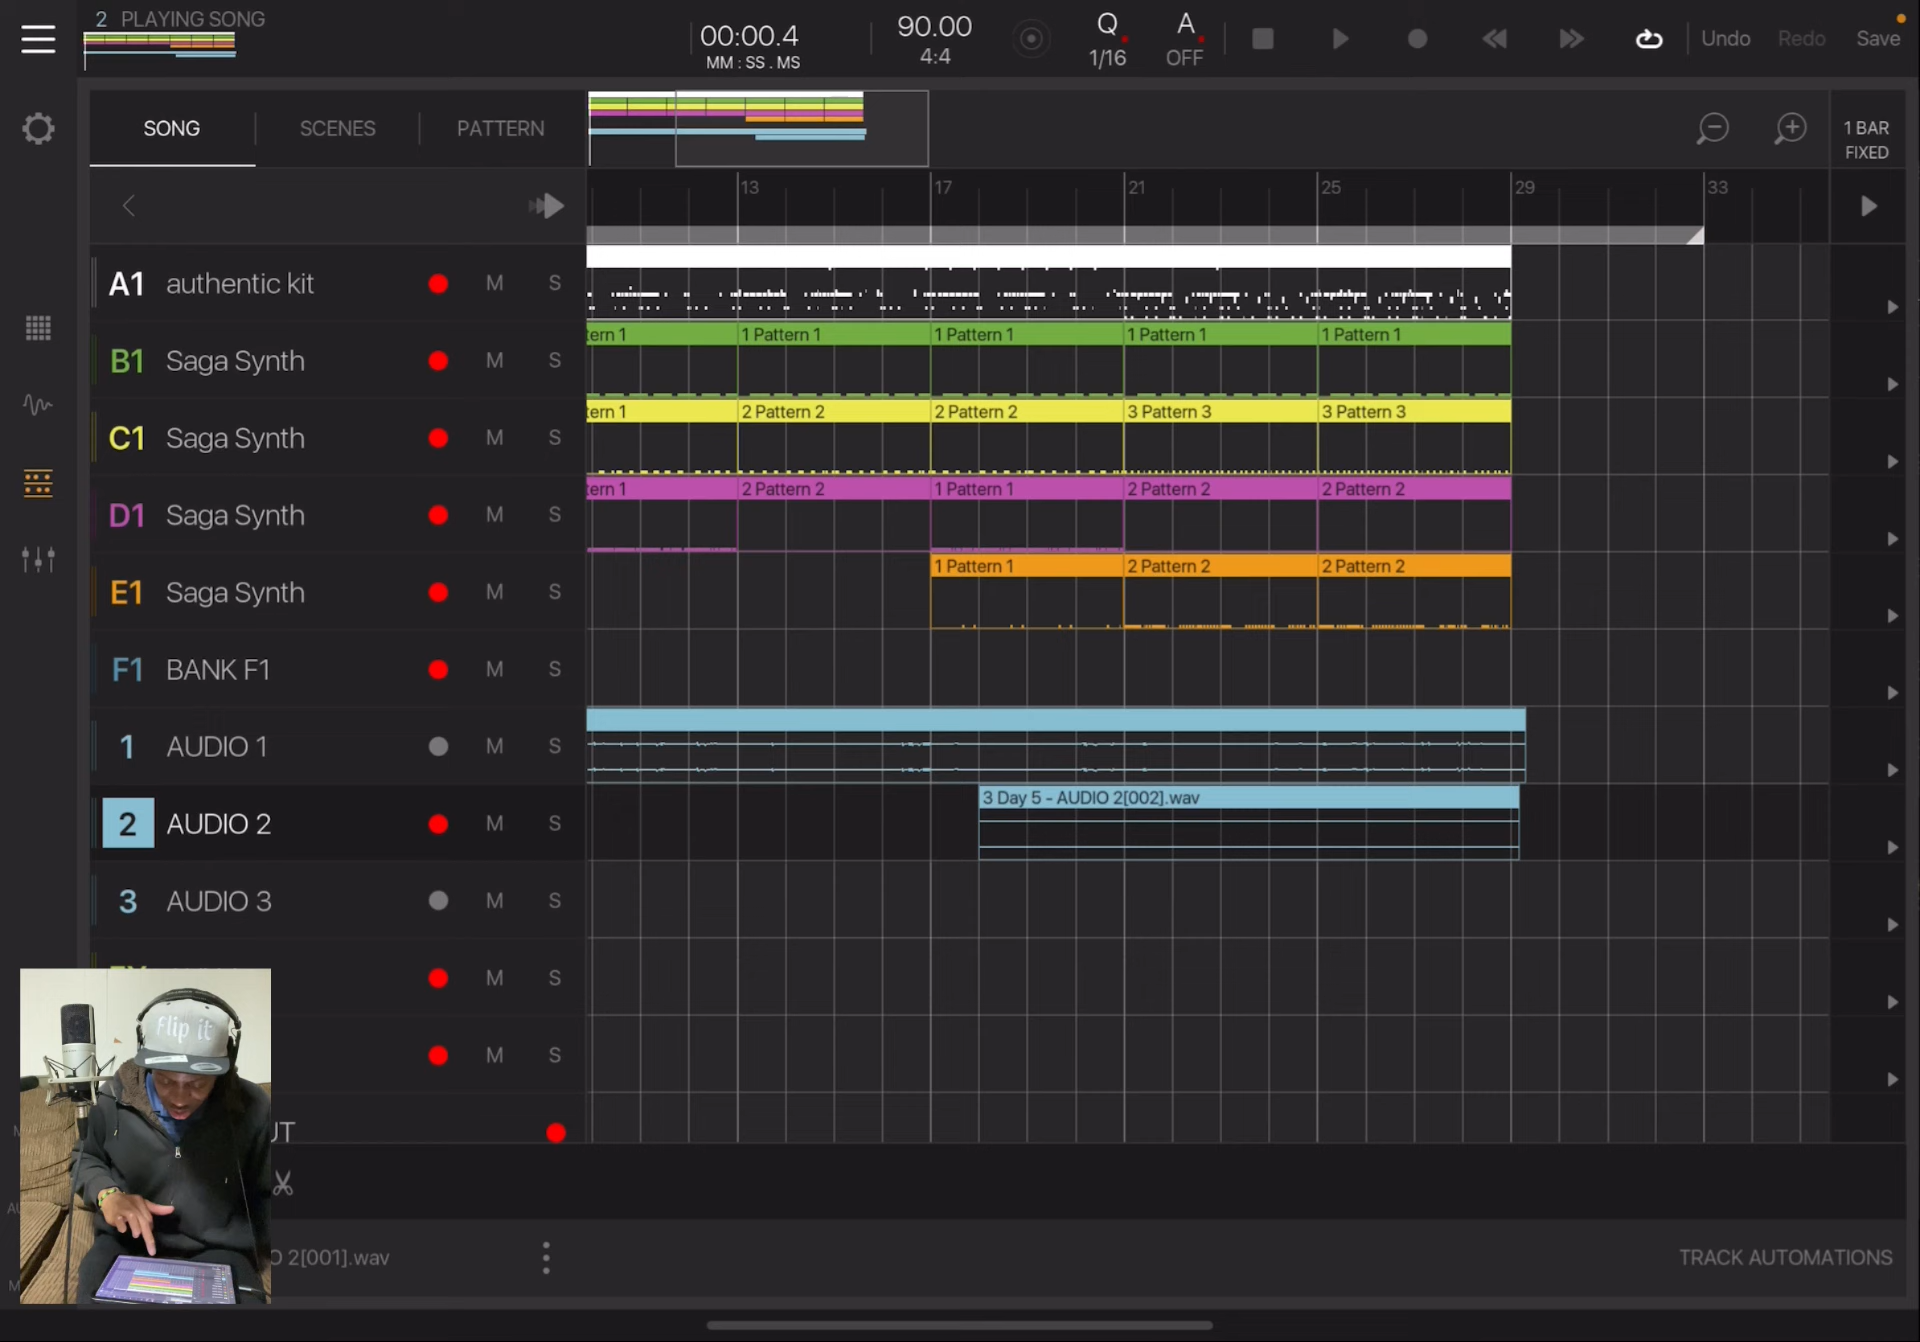 2 PLAYING SONG
00:00.4
MM : SS . MS
90.00
4:4
Q
1/16
A
OFF
Undo
Redo
Save
SONG
SCENES
PATTERN
1 BAR
FIXED
13
17
21
25
29
33
A1 authentic kit M S
B1 Saga Synth M S
ern 1
1 Pattern 1
1 Pattern 1
1 Pattern 1
1 Pattern 1
C1 Saga Synth M S
ern 1
2 Pattern 2
2 Pattern 2
3 Pattern 3
3 Pattern 3
D1 Saga Synth M S
ern 1
2 Pattern 2
1 Pattern 1
2 Pattern 2
2 Pattern 2
E1 Saga Synth M S
1 Pattern 1
2 Pattern 2
2 Pattern 2
F1 BANK F1 M S
1 AUDIO 1 M S
2 AUDIO 2 M S
3 Day 5 - AUDIO 2[002].wav
3 AUDIO 3 M S
M S
M S
UT
Flip it
O 2[001].wav
TRACK AUTOMATIONS